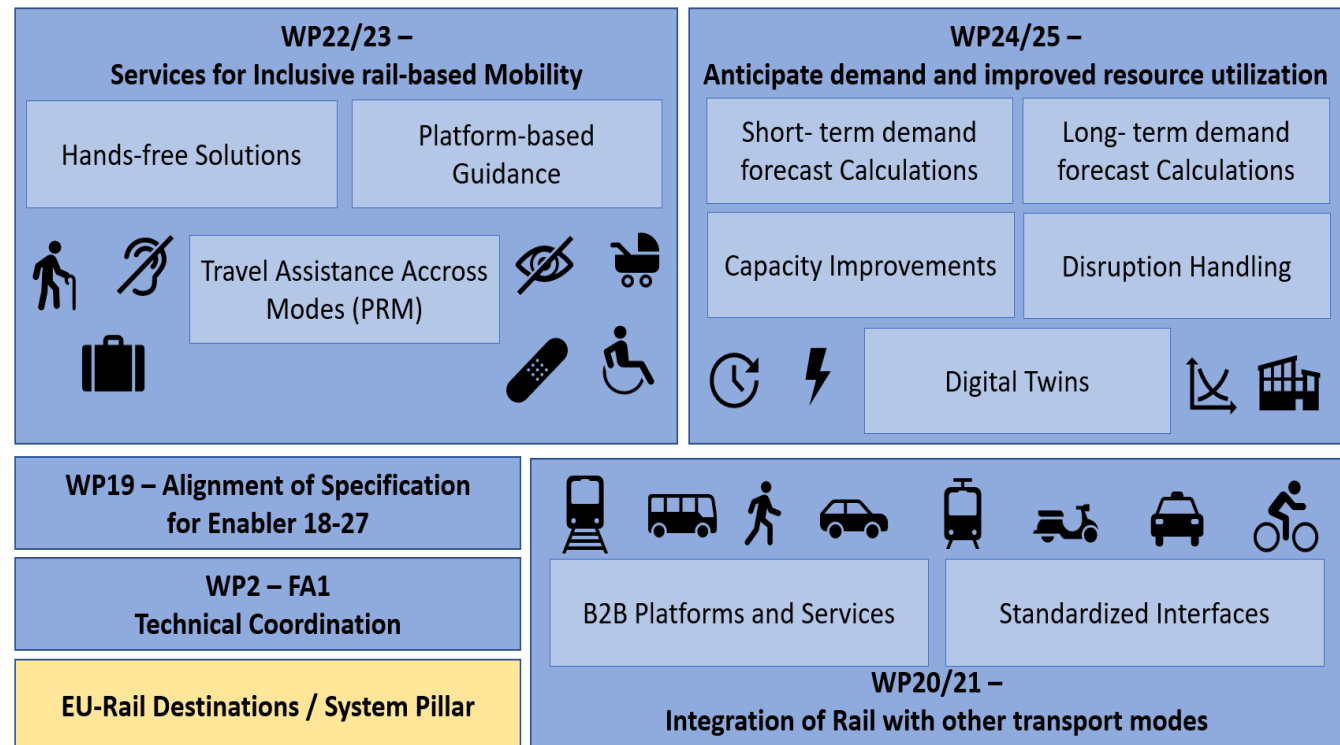 WP22/23 –
Services for Inclusive rail-based Mobility
Hands-free Solutions
Platform-based
Guidance
Travel Assistance Accross
Modes (PRM)
WP24/25 –
Anticipate demand and improved resource utilization
Short- term demand
forecast Calculations
Long- term demand
forecast Calculations
Capacity Improvements
Disruption Handling
Digital Twins
WP19 – Alignment of Specification
for Enabler 18-27
WP2 – FA1
Technical Coordination
EU-Rail Destinations / System Pillar
B2B Platforms and Services
Standardized Interfaces
WP20/21 –
Integration of Rail with other transport modes